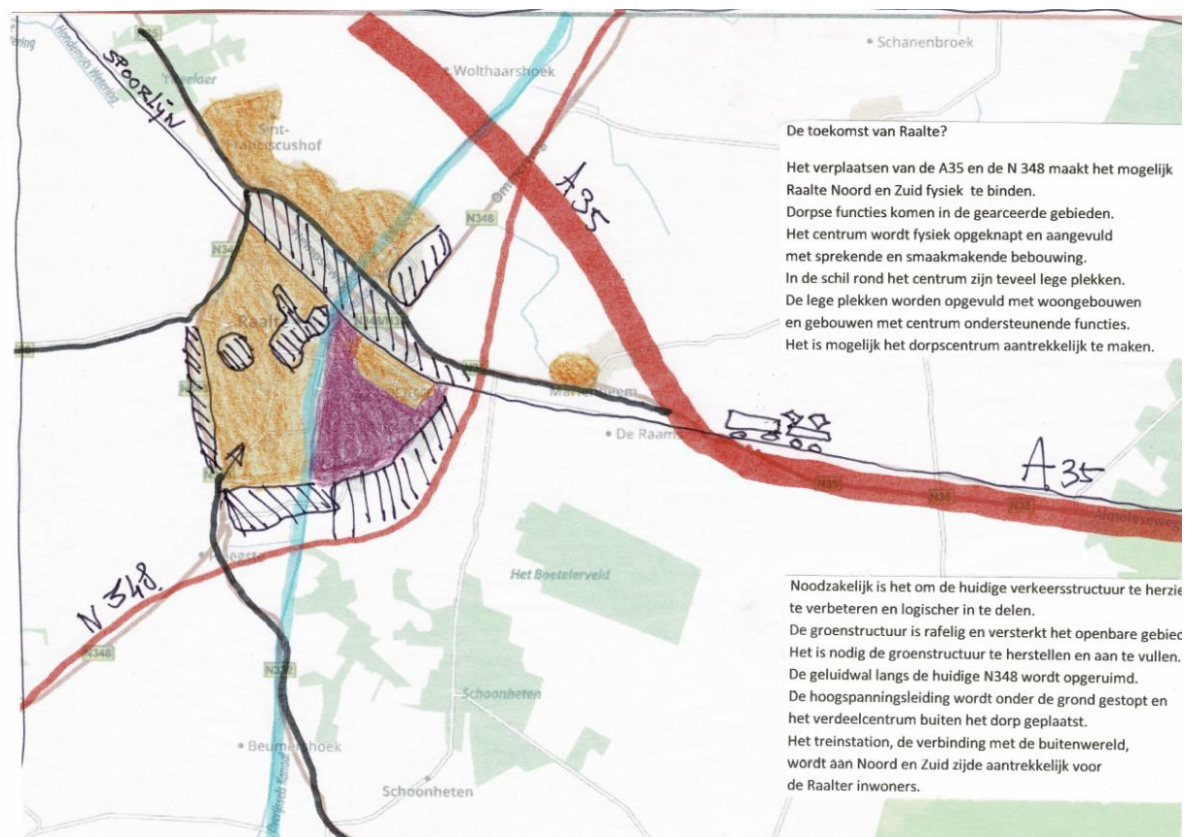 Schanenbroek
Wolthaarshoek
SPOORLIJN
Hondemots Wetering
Sint-
Franciscushof
A35
N348
De toekomst van Raalte?
Het verplaatsen van de A35 en de N 348 maakt het mogelijk
Raalte Noord en Zuid fysiek te binden.
Dorpse functies komen in de gearceerde gebieden.
Het centrum wordt fysiek opgeknapt en aangevuld
met sprekende en smaakmakende bebouwing.
In de schil rond het centrum zijn teveel lege plekken.
De lege plekken worden opgevuld met woongebouwen
en gebouwen met centrum ondersteunende functies.
Het is mogelijk het dorpscentrum aantrekkelijk te maken.
Raalte
Mariënheem
De Raam
A35
N35
N35
N35
Almeloseweg
Het Boetelerveld
N348.
N348
N332
Schoonheten
Beumershoek
Schoonheten
Overijssels Kanaal
Noodzakelijk is het om de huidige verkeersstructuur te herzie
te verbeteren en logischer in te delen.
De groenstructuur is rafelig en versterkt het openbare gebied
Het is nodig de groenstructuur te herstellen en aan te vullen.
De geluidwal langs de huidige N348 wordt opgeruimd.
De hoogspanningsleiding wordt onder de grond gestopt en
het verdeelcentrum buiten het dorp geplaatst.
Het treinstation, de verbinding met de buitenwereld,
wordt aan Noord en Zuid zijde aantrekkelijk voor
de Raalter inwoners.